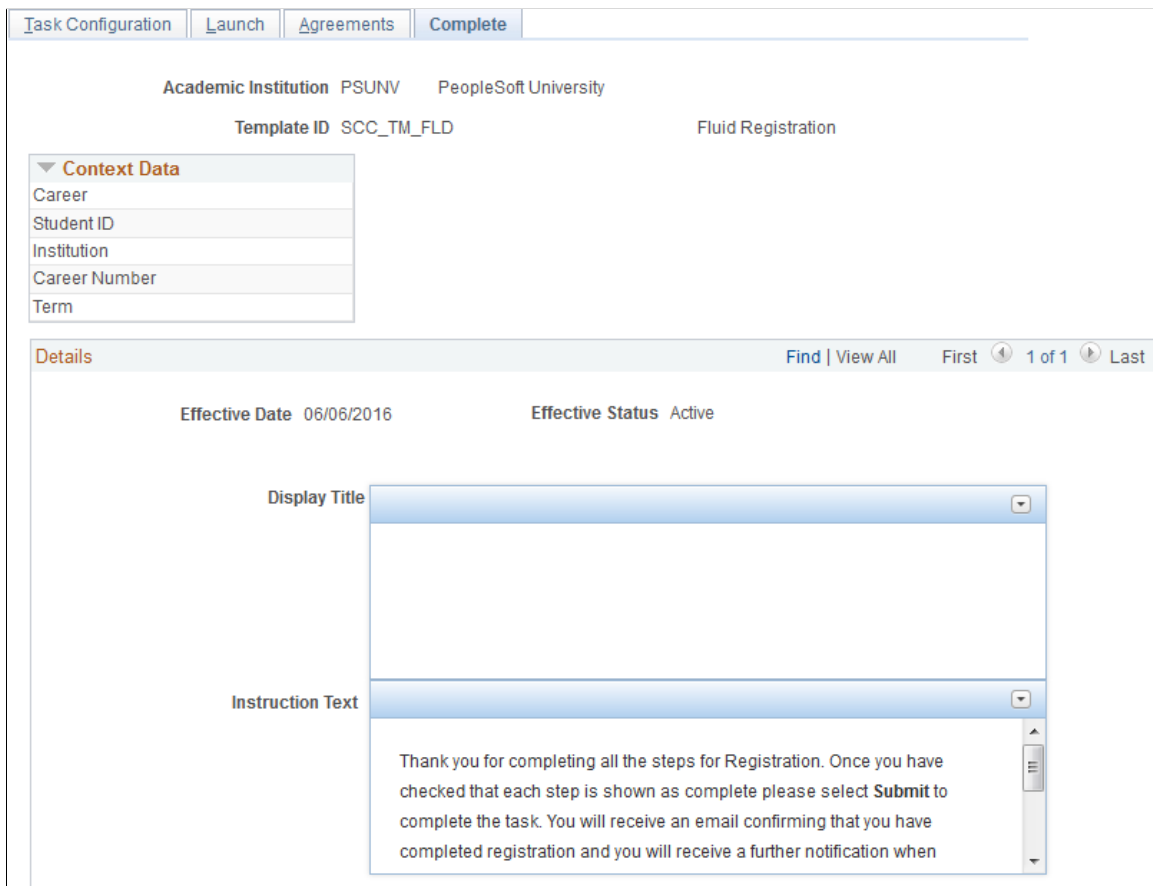 Task Configuration Launch Agreements Complete
Academic Institution PSUNV PeopleSoft University
Template ID SCC_TM_FLD Fluid Registration
Context Data
Career
Student ID
Institution
Career Number
Term
Details Find | View All First 1 of 1 Last
Effective Date 06/06/2016 Effective Status Active
Display Title
Instruction Text
Thank you for completing all the steps for Registration. Once you have
checked that each step is shown as complete please select Submit to
complete the task. You will receive an email confirming that you have
completed registration and you will receive a further notification when